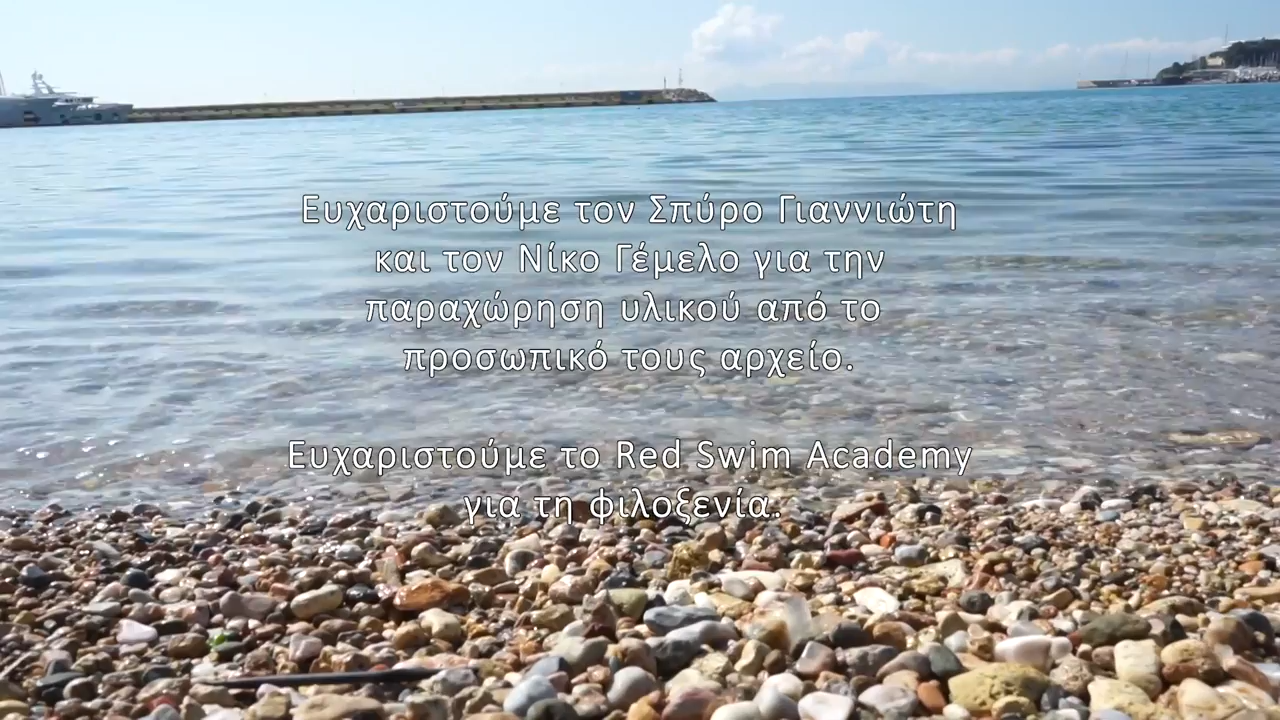 Ευχαριστούμε τον Σπύρο Γιαννιώτη
και τον Νίκο Γέμελο για την
παραχώρηση υλικού από το
προσωπικό τους αρχείο.
Ευχαριστούμε το Red Swim Academy
για τη φιλοξενία.